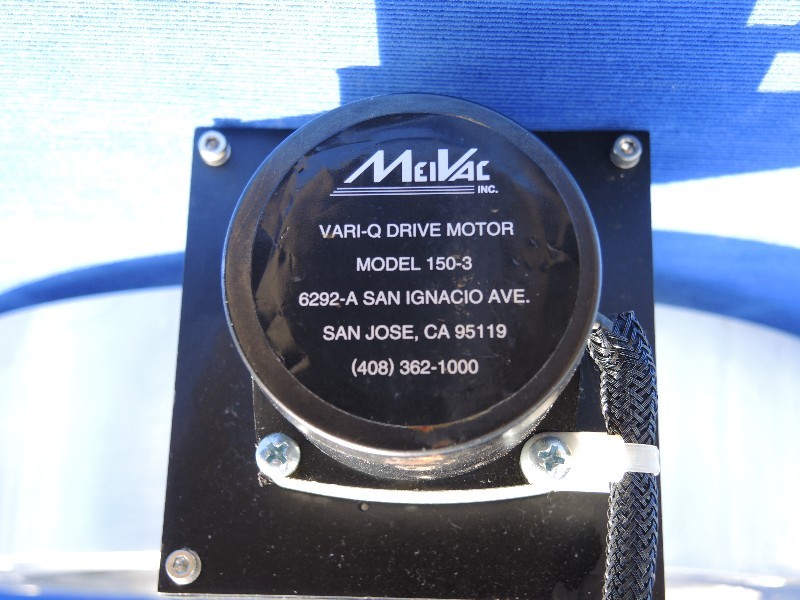 MEIVAC
INC.
VARI-Q DRIVE MOTOR
MODEL 150-3
6292-A SAN IGNACIO AVE.
SAN JOSE, CA 95119
(408) 362-1000